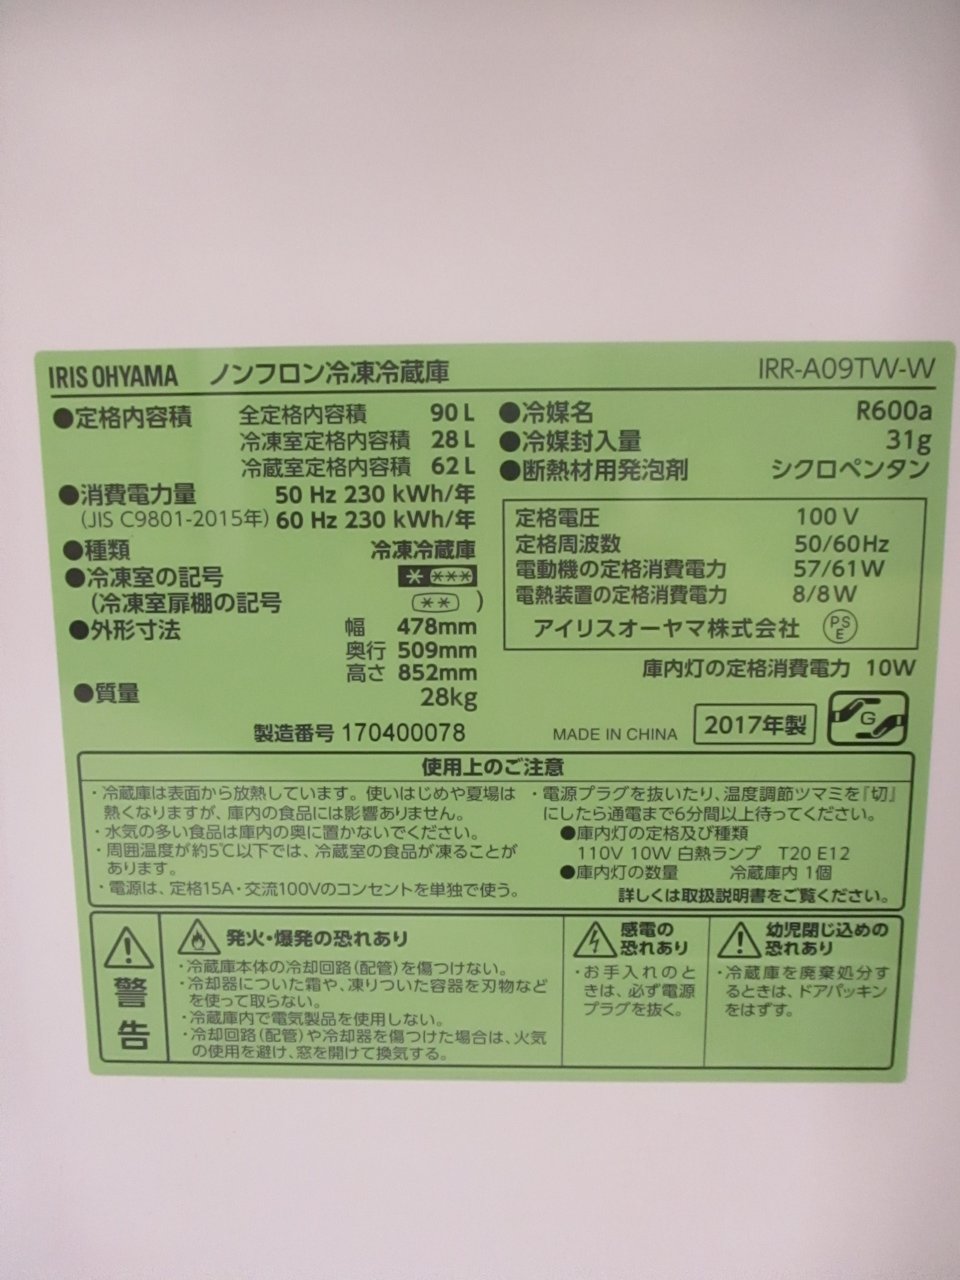 IRIS OHYAMA ノンフロン冷凍冷蔵庫 IRR-A09TW-W
●定格内容積 全定格内容積 90 L
冷凍室定格内容積 28 L
冷蔵室定格内容積 62 L
●消費電力量 50 Hz 230 kWh/年
(JIS C9801-2015年) 60 Hz 230 kWh/年
●種類 冷凍冷蔵庫
●冷凍室の記号 * ***
(冷凍室扉棚の記号 ** )
●外形寸法 幅 478mm
奥行 509mm
高さ 852mm
●質量 28kg
製造番号 170400078
●冷媒名 R600a
●冷媒封入量 31g
●断熱材用発泡剤 シクロペンタン
定格電圧 100 V
定格周波数 50/60Hz
電動機の定格消費電力 57/61W
電熱装置の定格消費電力 8/8W
アイリスオーヤマ株式会社 PSE
庫内灯の定格消費電力 10W
MADE IN CHINA 2017年製 G
使用上のご注意
・冷蔵庫は表面から放熱しています。使いはじめや夏場は
熱くなりますが、庫内の食品には影響ありません。
・水気の多い食品は庫内の奥に置かないでください。
・周囲温度が約5℃以下では、冷蔵室の食品が凍ることが
あります。
・電源は、定格15A・交流100Vのコンセントを単独で使う。
・電源プラグを抜いたり、温度調節ツマミを『切』
にしたら通電まで6分間以上待ってください。
●庫内灯の定格及び種類
110V 10W 白熱ランプ T20 E12
●庫内灯の数量 冷蔵庫内 1個
詳しくは取扱説明書をご覧ください。
警告
発火・爆発の恐れあり
・冷蔵庫本体の冷却回路(配管)を傷つけない。
・冷却器についた霜や、凍りついた容器を刃物など
を使って取らない。
・冷蔵庫内で電気製品を使用しない。
・冷却回路(配管)や冷却器を傷つけた場合は、火気
の使用を避け、窓を開けて換気する。
感電の
恐れあり
・お手入れのと
きは、必ず電源
プラグを抜く。
幼児閉じ込めの
恐れあり
・冷蔵庫を廃棄処分す
るときは、ドアパッキン
をはずす。